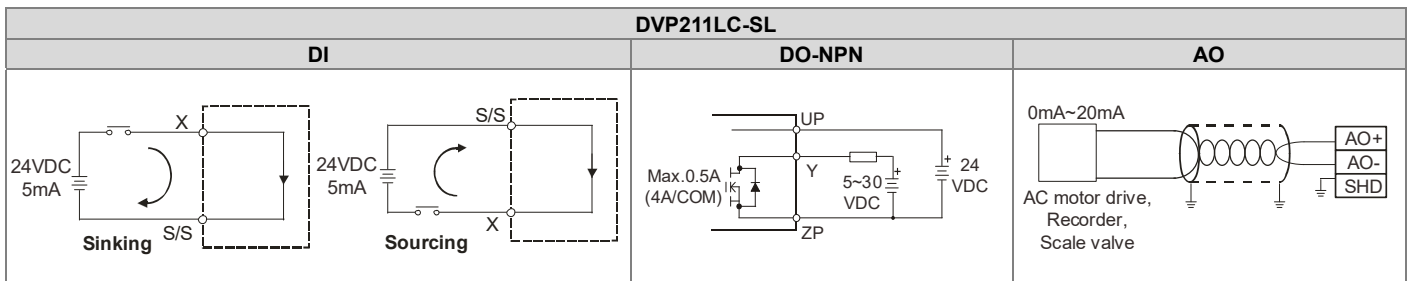 DVP211LC-SL
DI
DO-NPN
AO
24VDC
5mA
X
S/S
Sinking
24VDC
5mA
S/S
X
Sourcing
UP
Y
ZP
Max.0.5A
(4A/COM)
+
5~30
VDC
+
24
VDC
0mA~20mA
AC motor drive,
Recorder,
Scale valve
AO+
AO-
SHD